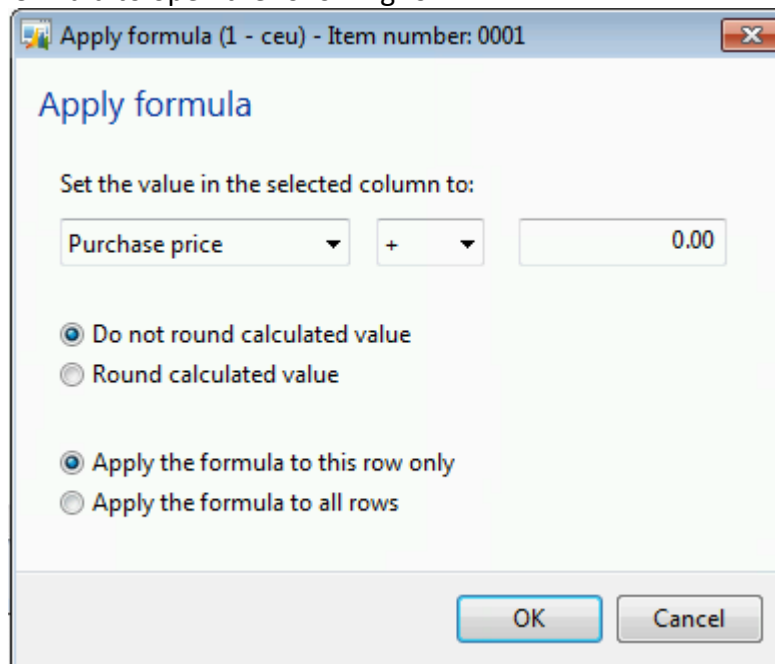 Apply formula (1 - ceu) - Item number: 0001
Apply formula
Set the value in the selected column to:
Purchase price + 0.00
Do not round calculated value
Round calculated value
Apply the formula to this row only
Apply the formula to all rows
OK Cancel